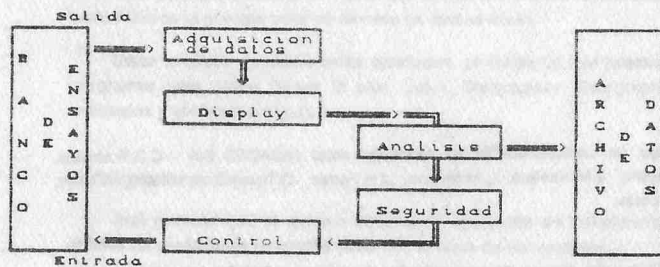 Salida
BANCO
DE
ENSAYOS
Adquisicion
de datos
Display
Analisis
Seguridad
Control
ARCHIVO
DE
DATOS
Entrada